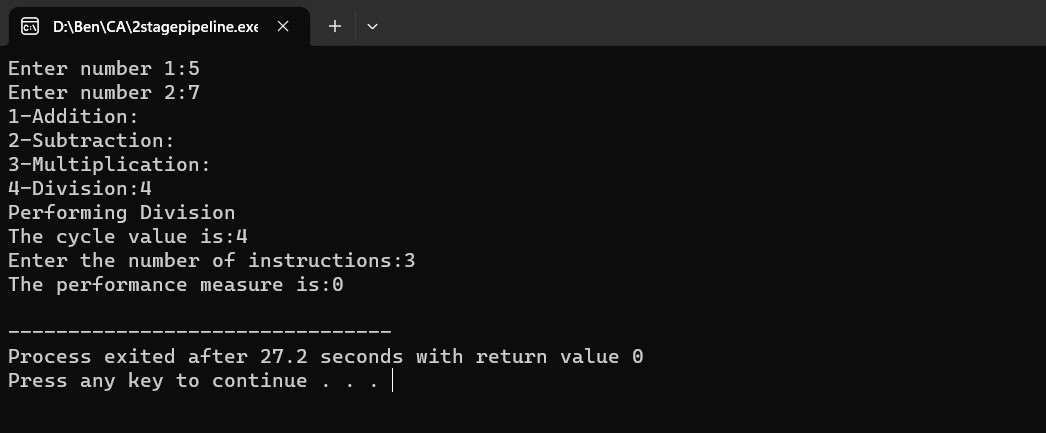 D:\Ben\CA\2stagepipeline.exe
Enter number 1:5
Enter number 2:7
1-Addition:
2-Subtraction:
3-Multiplication:
4-Division:4
Performing Division
The cycle value is:4
Enter the number of instructions:3
The performance measure is:0
--------------------------------
Process exited after 27.2 seconds with return value 0
Press any key to continue . . .